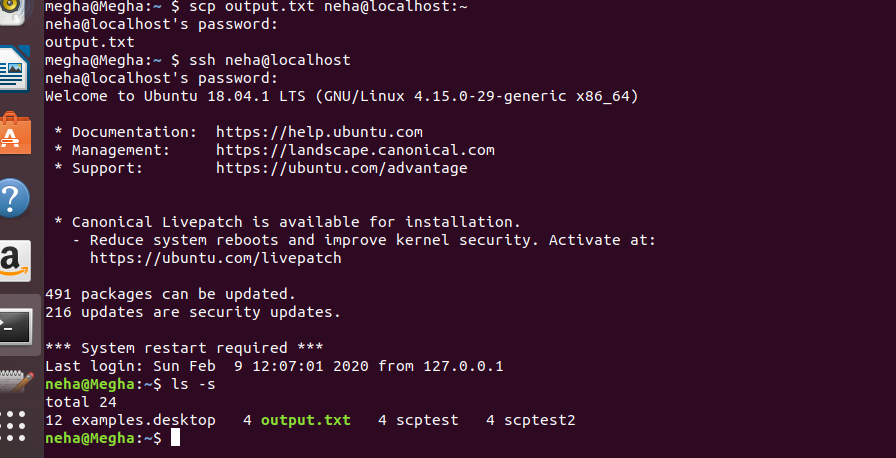 megha@Megha:~ $ scp output.txt neha@localhost:~
neha@localhost's password:
output.txt
megha@Megha:~ $ ssh neha@localhost
neha@localhost's password:
Welcome to Ubuntu 18.04.1 LTS (GNU/Linux 4.15.0-29-generic x86_64)
* Documentation:  https://help.ubuntu.com
* Management:     https://landscape.canonical.com
* Support:        https://ubuntu.com/advantage
* Canonical Livepatch is available for installation.
- Reduce system reboots and improve kernel security. Activate at:
https://ubuntu.com/livepatch
491 packages can be updated.
216 updates are security updates.
*** System restart required ***
Last login: Sun Feb  9 12:07:01 2020 from 127.0.0.1
neha@Megha:~$ ls -s
total 24
12 examples.desktop   4 output.txt   4 scptest   4 scptest2
neha@Megha:~$